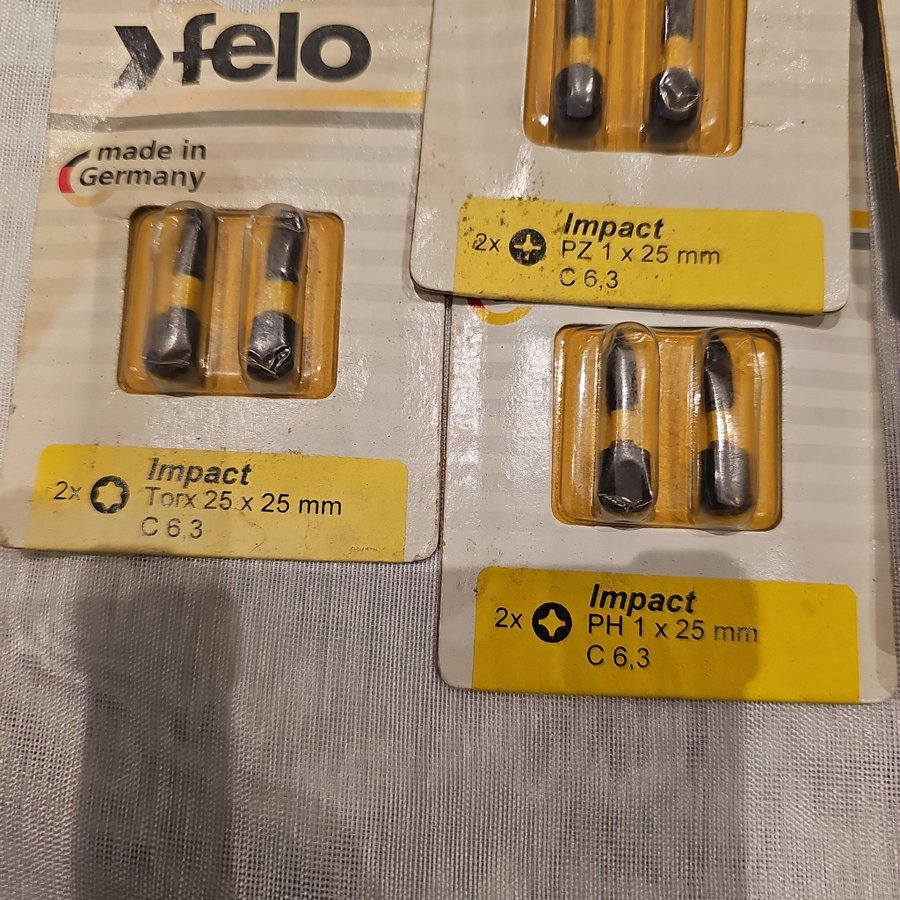 felo
made in
Germany
2x
Impact
Torx 25 x 25 mm
C 6,3
2x
Impact
PZ 1 x 25 mm
C 6,3
2x
Impact
PH 1 x 25 mm
C 6,3